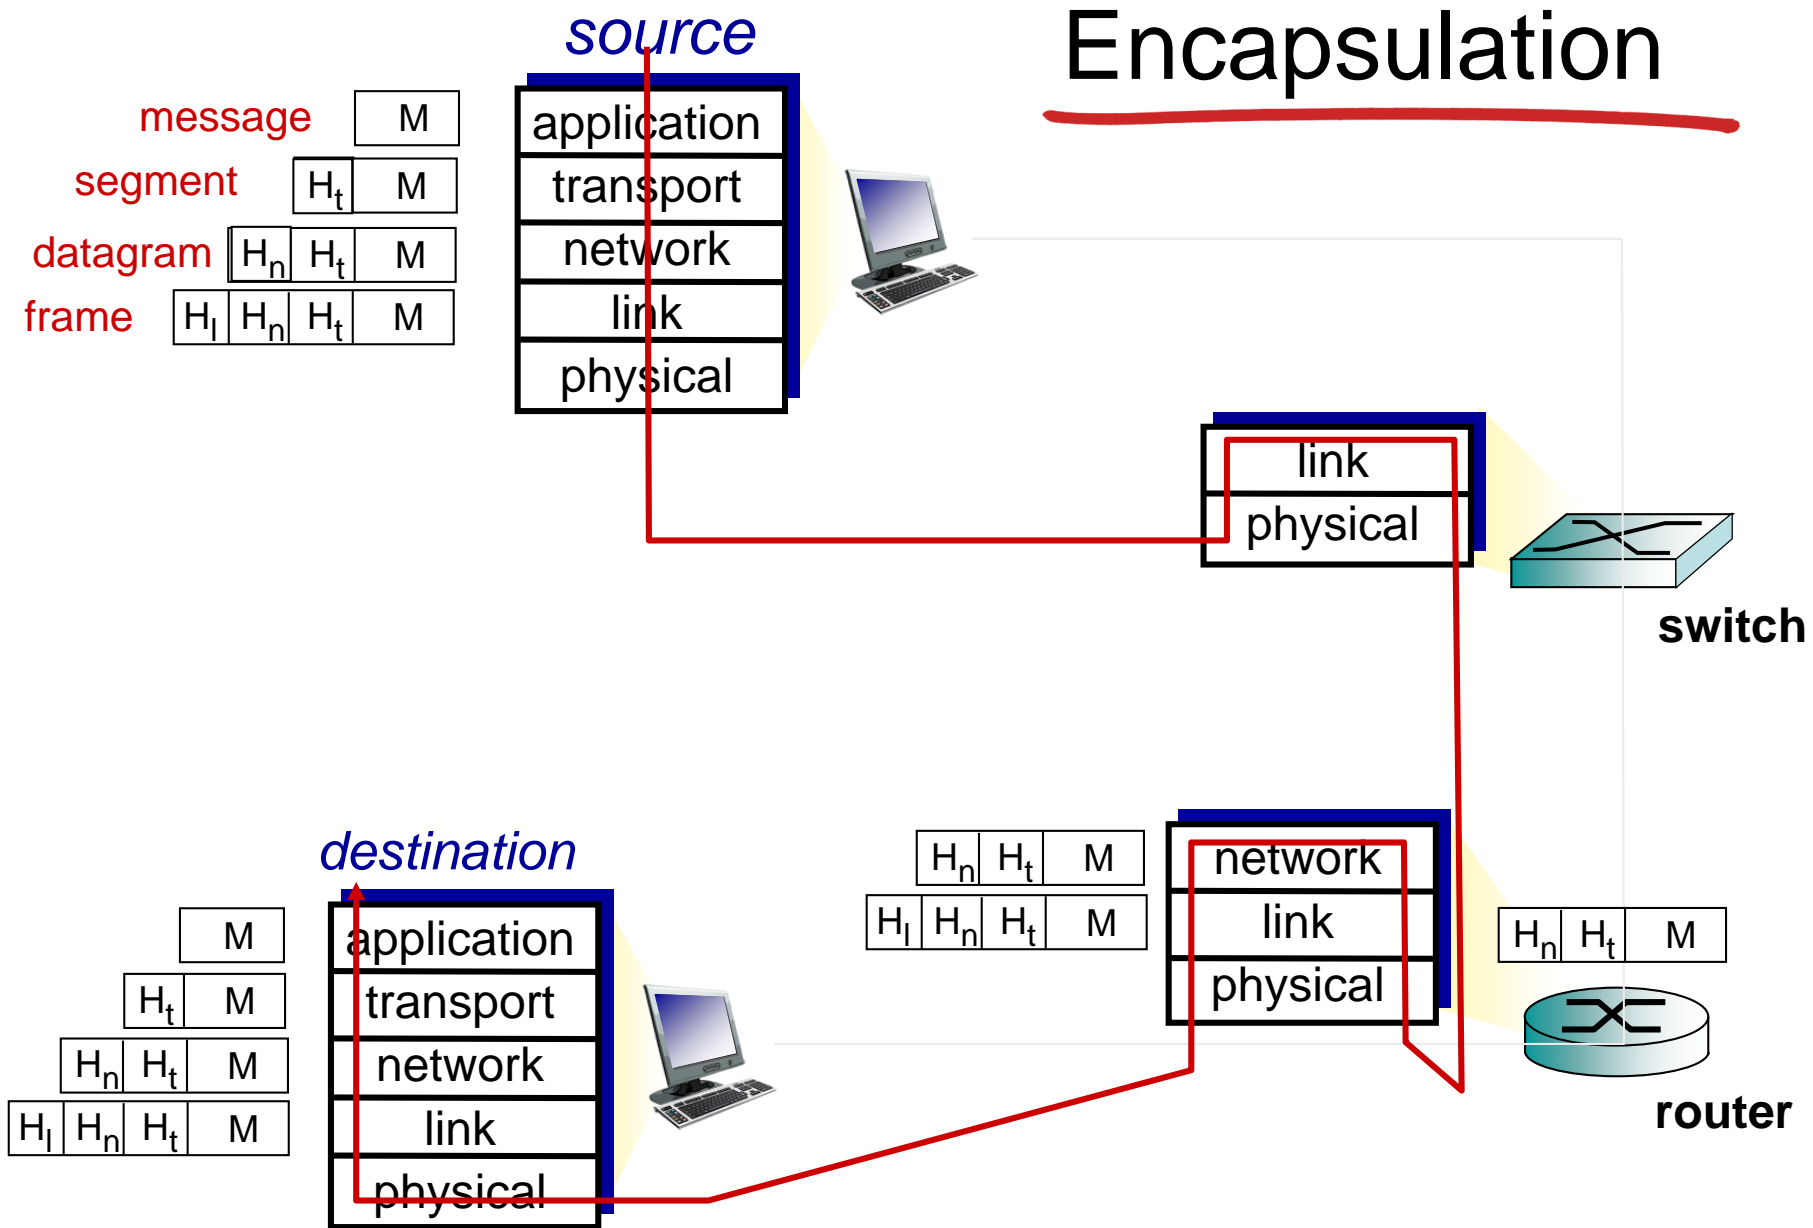 source
Encapsulation
message M
segment Ht M
datagram Hn Ht M
frame Hl Hn Ht M
application
transport
network
link
physical
link
physical
switch
destination
M
Ht M
Hn Ht M
Hl Hn Ht M
application
transport
network
link
physical
Hn Ht M
Hl Hn Ht M
network
link
physical
Hn Ht M
router